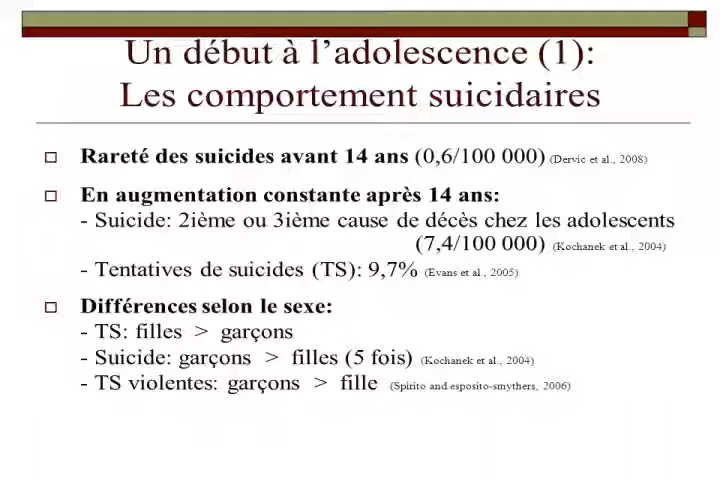 Un début à l’adolescence (1):
Les comportement suicidaires
Rareté des suicides avant 14 ans (0,6/100 000) (Dervic et al., 2008)
En augmentation constante après 14 ans:
- Suicide: 2ième ou 3ième cause de décès chez les adolescents
(7,4/100 000) (Kochanek et al., 2004)
- Tentatives de suicides (TS): 9,7% (Evans et al., 2005)
Différences selon le sexe:
- TS: filles > garçons
- Suicide: garçons > filles (5 fois) (Kochanek et al., 2004)
- TS violentes: garçons > fille (Spirito and esposito-smythers, 2006)